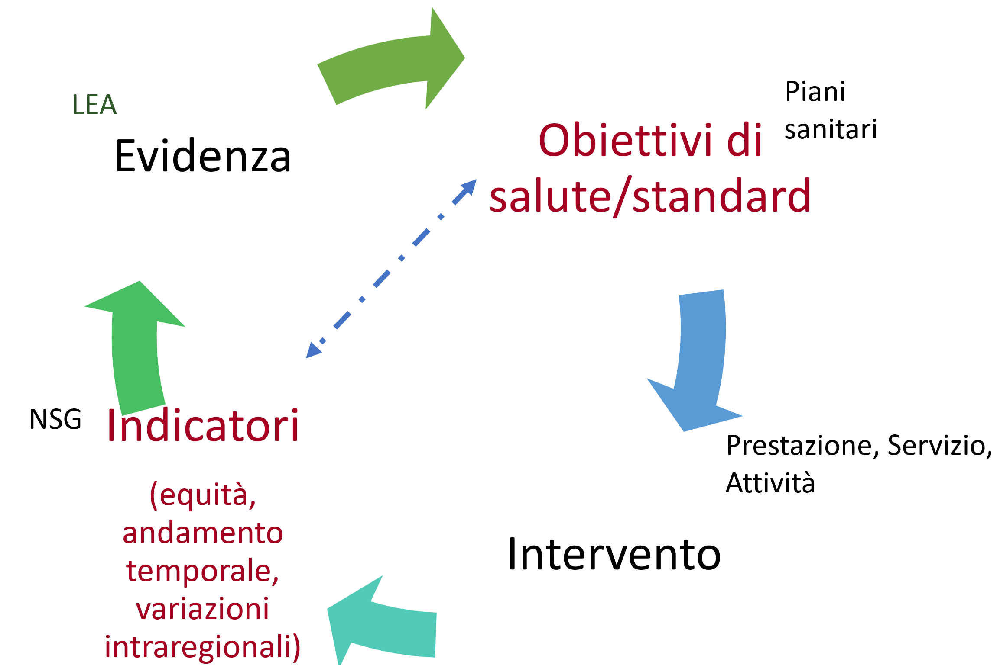 LEA
Evidenza
Piani
sanitari
Obiettivi di
salute/standard
NSG
Indicatori
(equità,
andamento
temporale,
variazioni
intraregionali)
Prestazione, Servizio,
Attività
Intervento